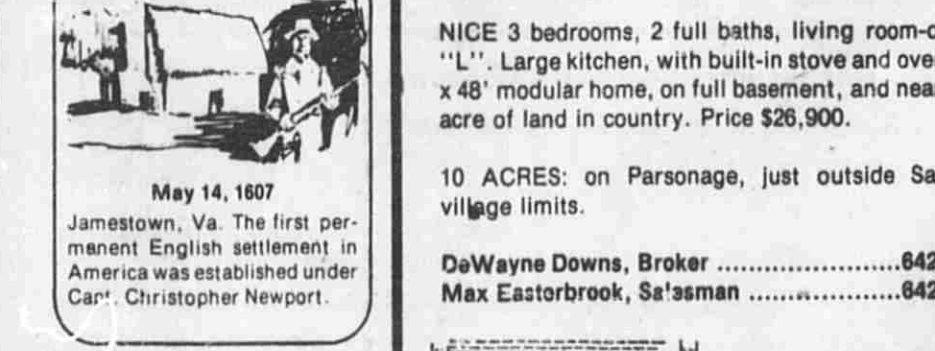 May 14, 1607
Jamestown, Va. The first per-
manent English settlement in
America was established under
Capt. Christopher Newport.
NICE 3 bedrooms, 2 full baths, living room-d
"L". Large kitchen, with built-in stove and ove
x 48' modular home, on full basement, and nea
acre of land in country. Price $26,900.
10 ACRES: on Parsonage, just outside Sa
village limits.
DeWayne Downs, Broker .......................642
Max Easterbrook, Salasman ..................642